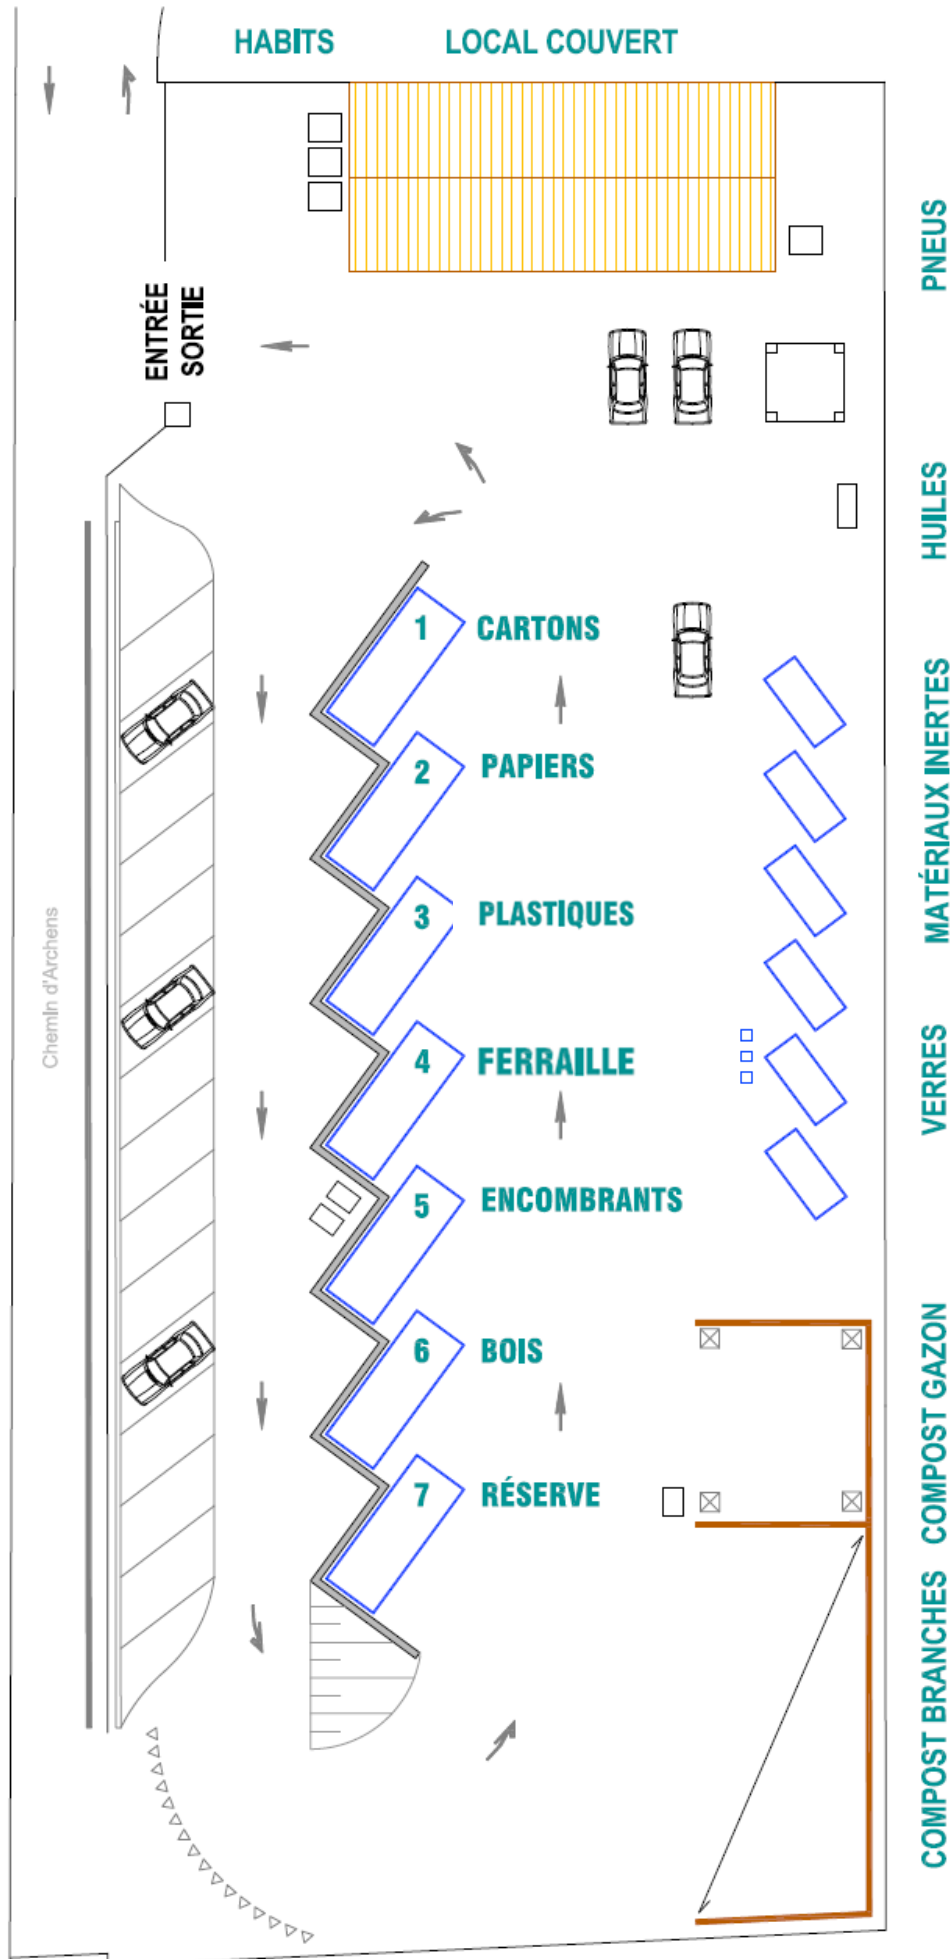 HABITS
LOCAL COUVERT
PNEUS
ENTRÉE
SORTIE
HUILES
1 CARTONS
MATÉRIAUX INERTES
2 PAPIERS
3 PLASTIQUES
Chemin d'Archens
4 FERRAILLE
VERRES
5 ENCOMBRANTS
6 BOIS
COMPOST GAZON
7 RÉSERVE
COMPOST BRANCHES